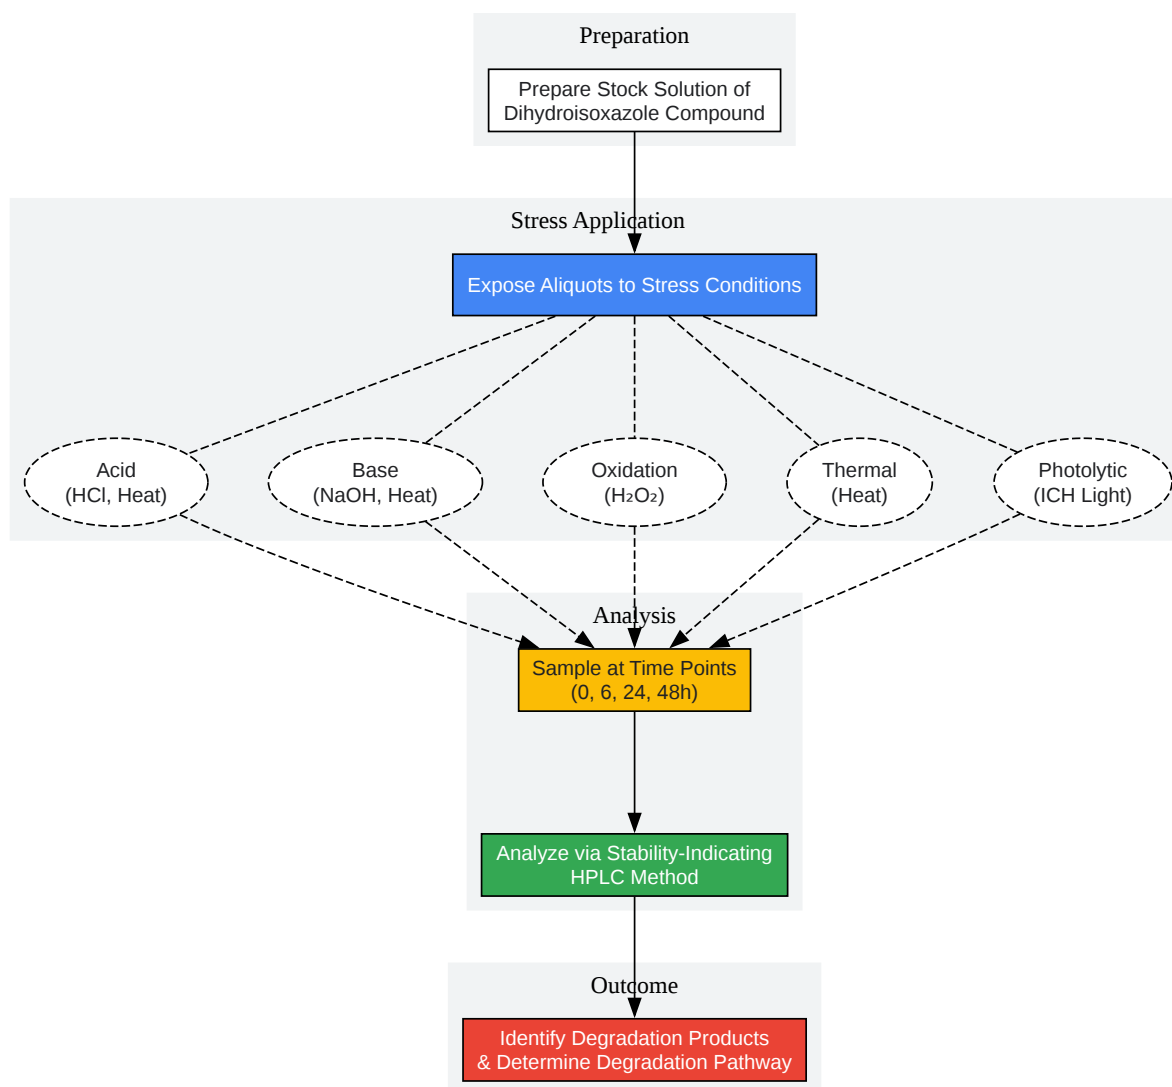 Preparation
Prepare Stock Solution of
Dihydroisoxazole Compound
Stress Application
Expose Aliquots to Stress Conditions
Acid
(HCl, Heat)
Base
(NaOH, Heat)
Oxidation
(H₂O₂)
Thermal
(Heat)
Photolytic
(ICH Light)
Analysis
Sample at Time Points
(0, 6, 24, 48h)
Analyze via Stability-Indicating
HPLC Method
Outcome
Identify Degradation Products
& Determine Degradation Pathway